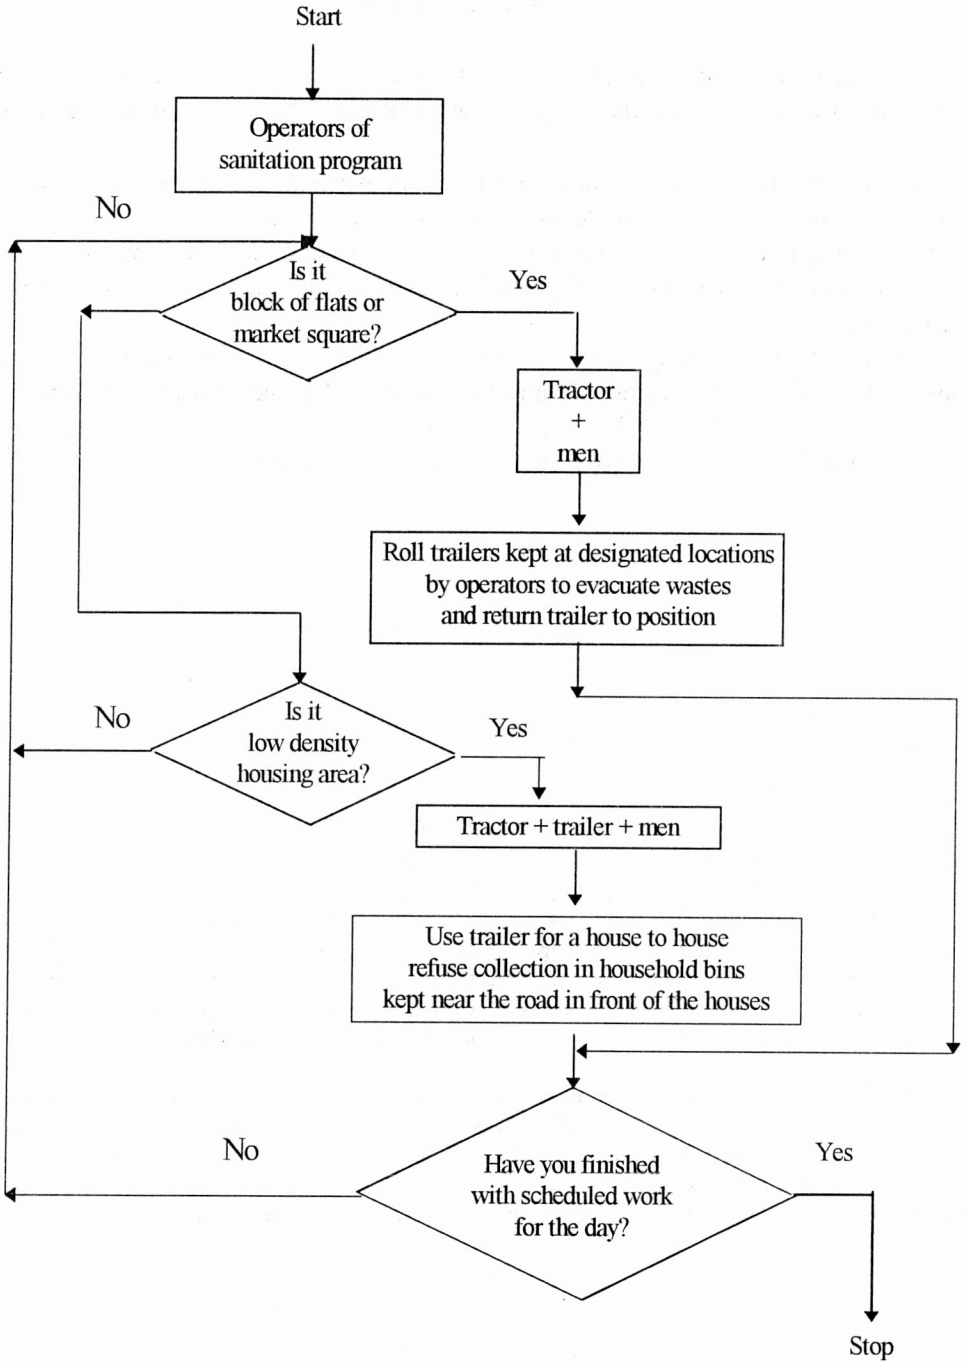 Start
Operators of
sanitation program
No
Is it
block of flats or
market square?
Yes
Tractor
+
men
Roll trailers kept at designated locations
by operators to evacuate wastes
and return trailer to position
No
Is it
low density
housing area?
Yes
Tractor + trailer + men
Use trailer for a house to house
refuse collection in household bins
kept near the road in front of the houses
No
Have you finished
with scheduled work
for the day?
Yes
Stop